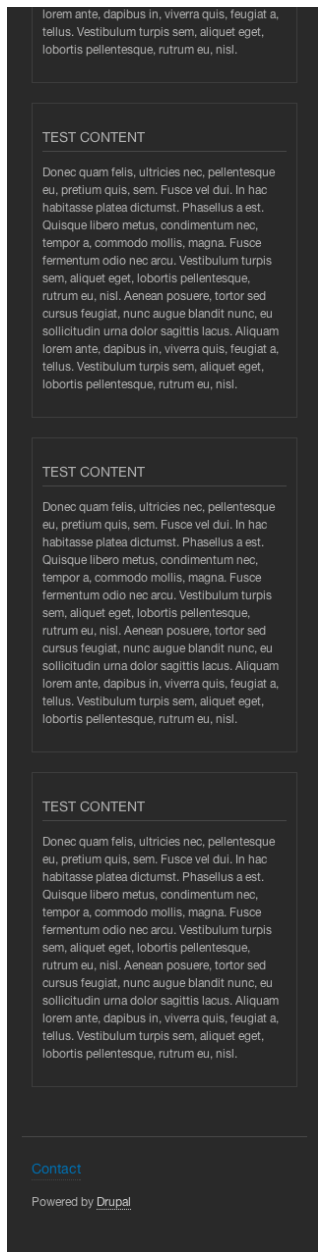 lorem ante, dapibus in, viverra quis, feugiat a,
tellus. Vestibulum turpis sem, aliquet eget,
lobortis pellentesque, rutrum eu, nisl.
TEST CONTENT
Donec quam felis, ultricies nec, pellentesque
eu, pretium quis, sem. Fusce vel dui. In hac
habitasse platea dictumst. Phasellus a est.
Quisque libero metus, condimentum nec,
tempor a, commodo mollis, magna. Fusce
fermentum odio nec arcu. Vestibulum turpis
sem, aliquet eget, lobortis pellentesque,
rutrum eu, nisl. Aenean posuere, tortor sed
cursus feugiat, nunc augue blandit nunc, eu
sollicitudin urna dolor sagittis lacus. Aliquam
lorem ante, dapibus in, viverra quis, feugiat a,
tellus. Vestibulum turpis sem, aliquet eget,
lobortis pellentesque, rutrum eu, nisl.
TEST CONTENT
Donec quam felis, ultricies nec, pellentesque
eu, pretium quis, sem. Fusce vel dui. In hac
habitasse platea dictumst. Phasellus a est.
Quisque libero metus, condimentum nec,
tempor a, commodo mollis, magna. Fusce
fermentum odio nec arcu. Vestibulum turpis
sem, aliquet eget, lobortis pellentesque,
rutrum eu, nisl. Aenean posuere, tortor sed
cursus feugiat, nunc augue blandit nunc, eu
sollicitudin urna dolor sagittis lacus. Aliquam
lorem ante, dapibus in, viverra quis, feugiat a,
tellus. Vestibulum turpis sem, aliquet eget,
lobortis pellentesque, rutrum eu, nisl.
TEST CONTENT
Donec quam felis, ultricies nec, pellentesque
eu, pretium quis, sem. Fusce vel dui. In hac
habitasse platea dictumst. Phasellus a est.
Quisque libero metus, condimentum nec,
tempor a, commodo mollis, magna. Fusce
fermentum odio nec arcu. Vestibulum turpis
sem, aliquet eget, lobortis pellentesque,
rutrum eu, nisl. Aenean posuere, tortor sed
cursus feugiat, nunc augue blandit nunc, eu
sollicitudin urna dolor sagittis lacus. Aliquam
lorem ante, dapibus in, viverra quis, feugiat a,
tellus. Vestibulum turpis sem, aliquet eget,
lobortis pellentesque, rutrum eu, nisl.
Contact
Powered by Drupal